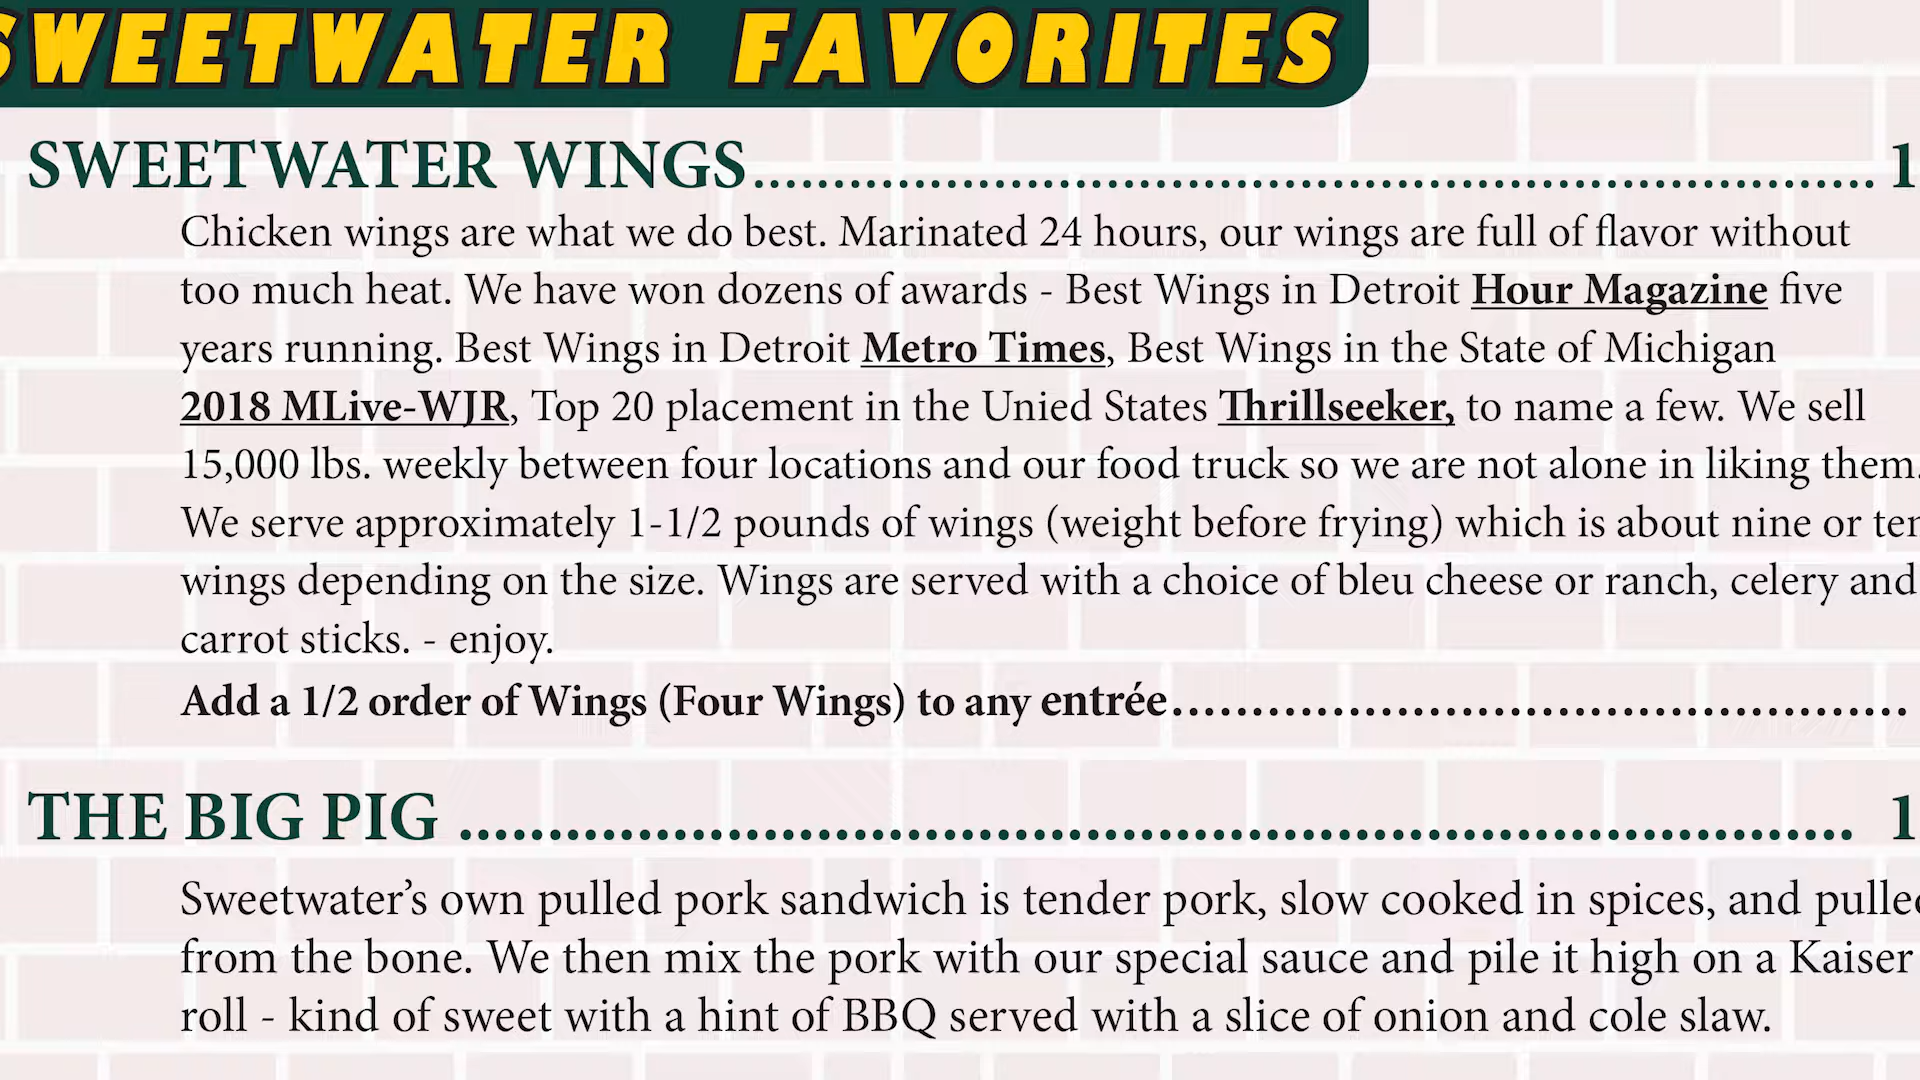 SWEETWATER FAVORITES
SWEETWATER WINGS.......................................................................... 1
Chicken wings are what we do best. Marinated 24 hours, our wings are full of flavor without
too much heat. We have won dozens of awards - Best Wings in Detroit Hour Magazine five
years running. Best Wings in Detroit Metro Times, Best Wings in the State of Michigan
2018 MLive-WJR, Top 20 placement in the Unied States Thrillseeker, to name a few. We sell
15,000 lbs. weekly between four locations and our food truck so we are not alone in liking them.
We serve approximately 1-1/2 pounds of wings (weight before frying) which is about nine or ten
wings depending on the size. Wings are served with a choice of bleu cheese or ranch, celery and
carrot sticks. - enjoy.
Add a 1/2 order of Wings (Four Wings) to any entrée..............................................
THE BIG PIG ...................................................................... 1
Sweetwater’s own pulled pork sandwich is tender pork, slow cooked in spices, and pulled
from the bone. We then mix the pork with our special sauce and pile it high on a Kaiser
roll - kind of sweet with a hint of BBQ served with a slice of onion and cole slaw.